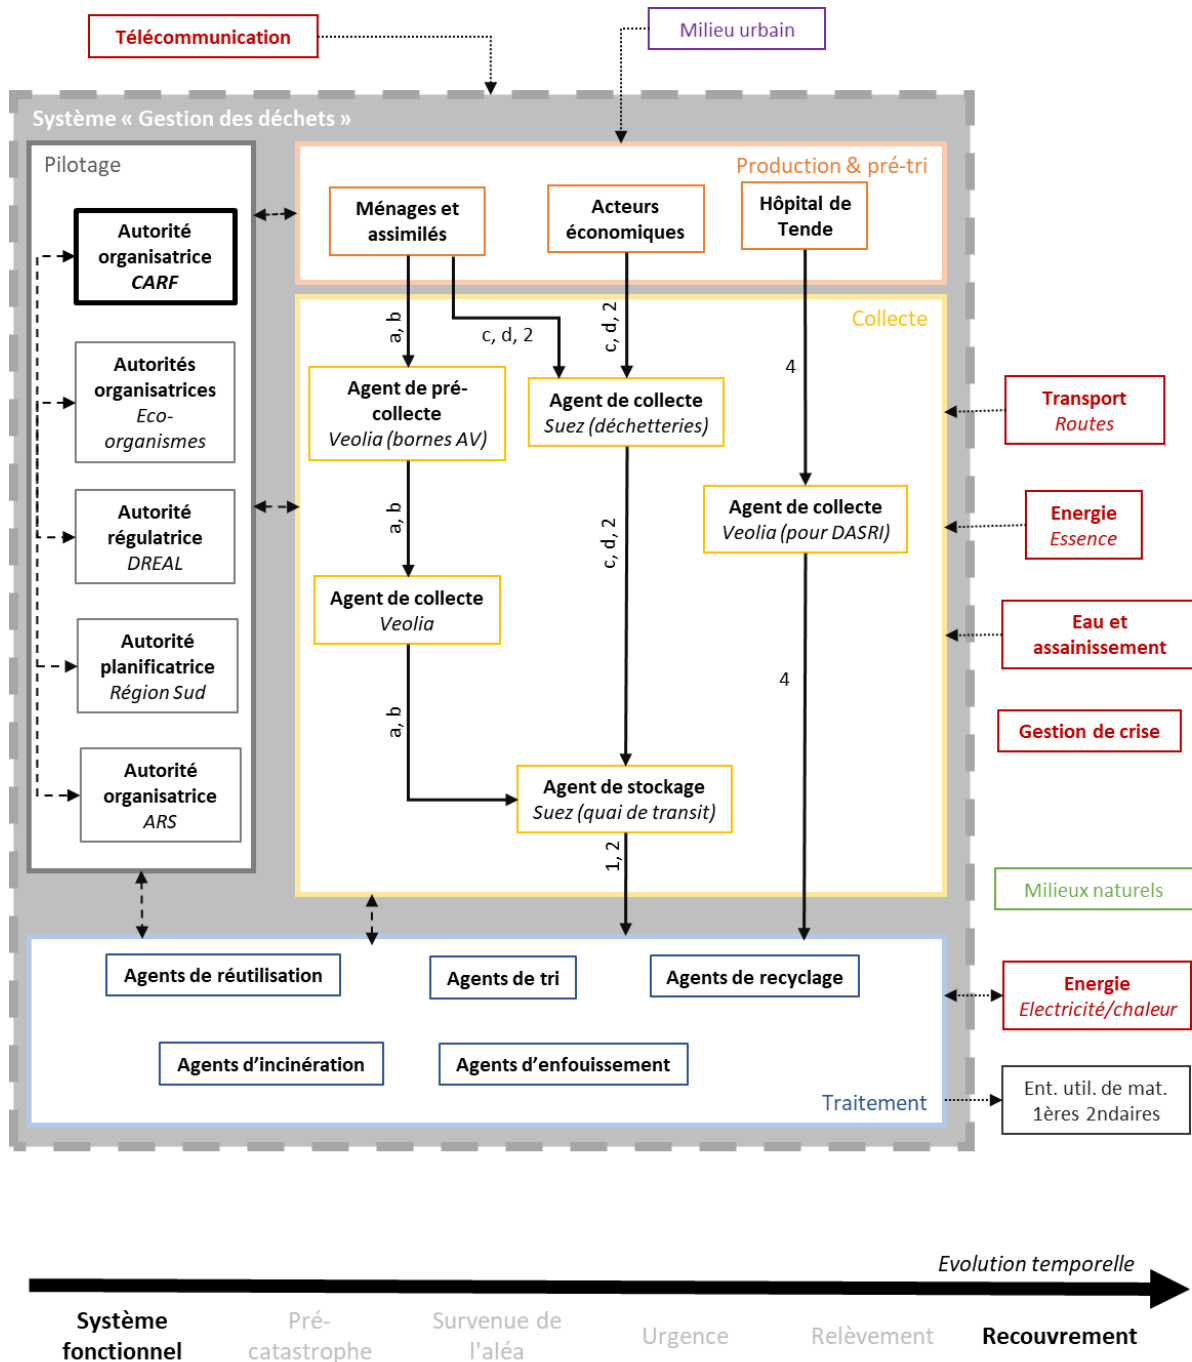 Télécommunication
Milieu urbain
Système « Gestion des déchets »
Pilotage
Autorité
organisatrice
CARF
Autorités
organisatrices
Eco-
organismes
Autorité
régulatrice
DREAL
Autorité
planificatrice
Région Sud
Autorité
organisatrice
ARS
Production & pré-tri
Ménages et
assimilés
Acteurs
économiques
Hôpital de
Tende
Collecte
a, b
c, d, 2
c, d, 2
4
Agent de pré-
collecte
Veolia (bornes AV)
Agent de collecte
Suez (déchetteries)
a, b
c, d, 2
Agent de collecte
Veolia (pour DASRI)
Agent de collecte
Veolia
a, b
4
Agent de stockage
Suez (quai de transit)
1, 2
Transport
Routes
Energie
Essence
Eau et
assainissement
Gestion de crise
Milieux naturels
Agents de réutilisation
Agents de tri
Agents de recyclage
Agents d'incinération
Agents d'enfouissement
Traitement
Energie
Electricité/chaleur
Ent. util. de mat.
1ères 2ndaires
Evolution temporelle
Système
fonctionnel
Pré-
catastrophe
Survenue de
l'aléa
Urgence
Relèvement
Recouvrement